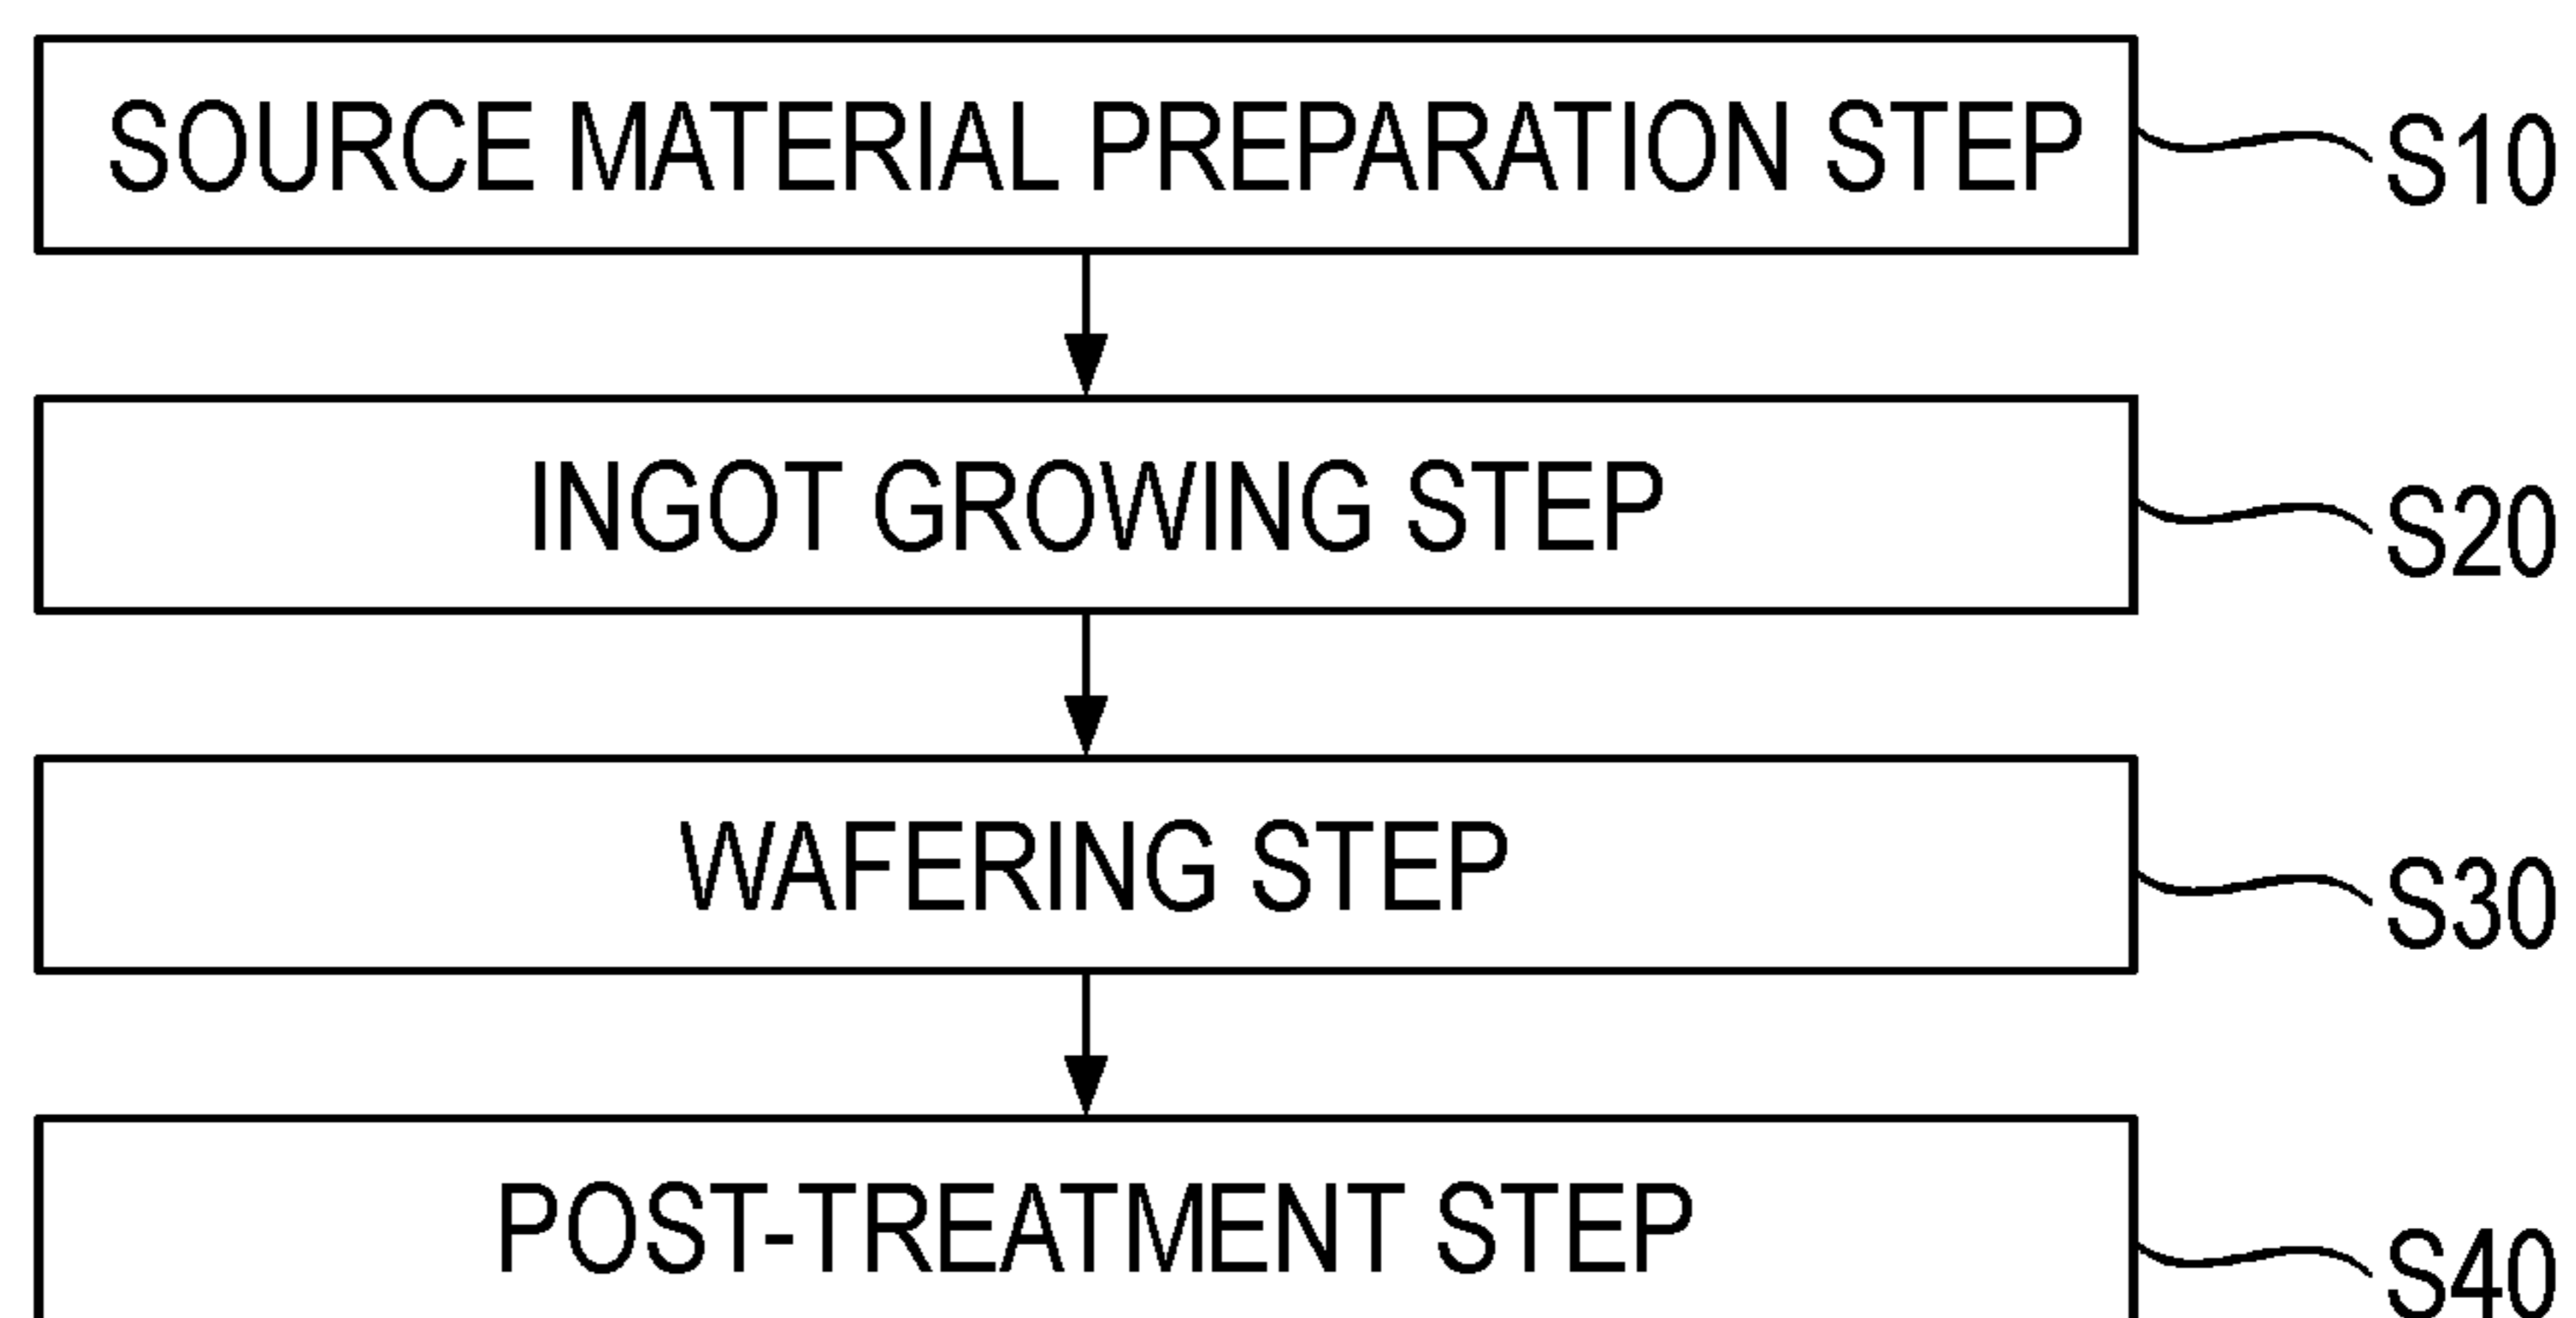 SOURCE MATERIAL PREPARATION STEP S10
INGOT GROWING STEP S20
WAFERING STEP S30
POST-TREATMENT STEP S40